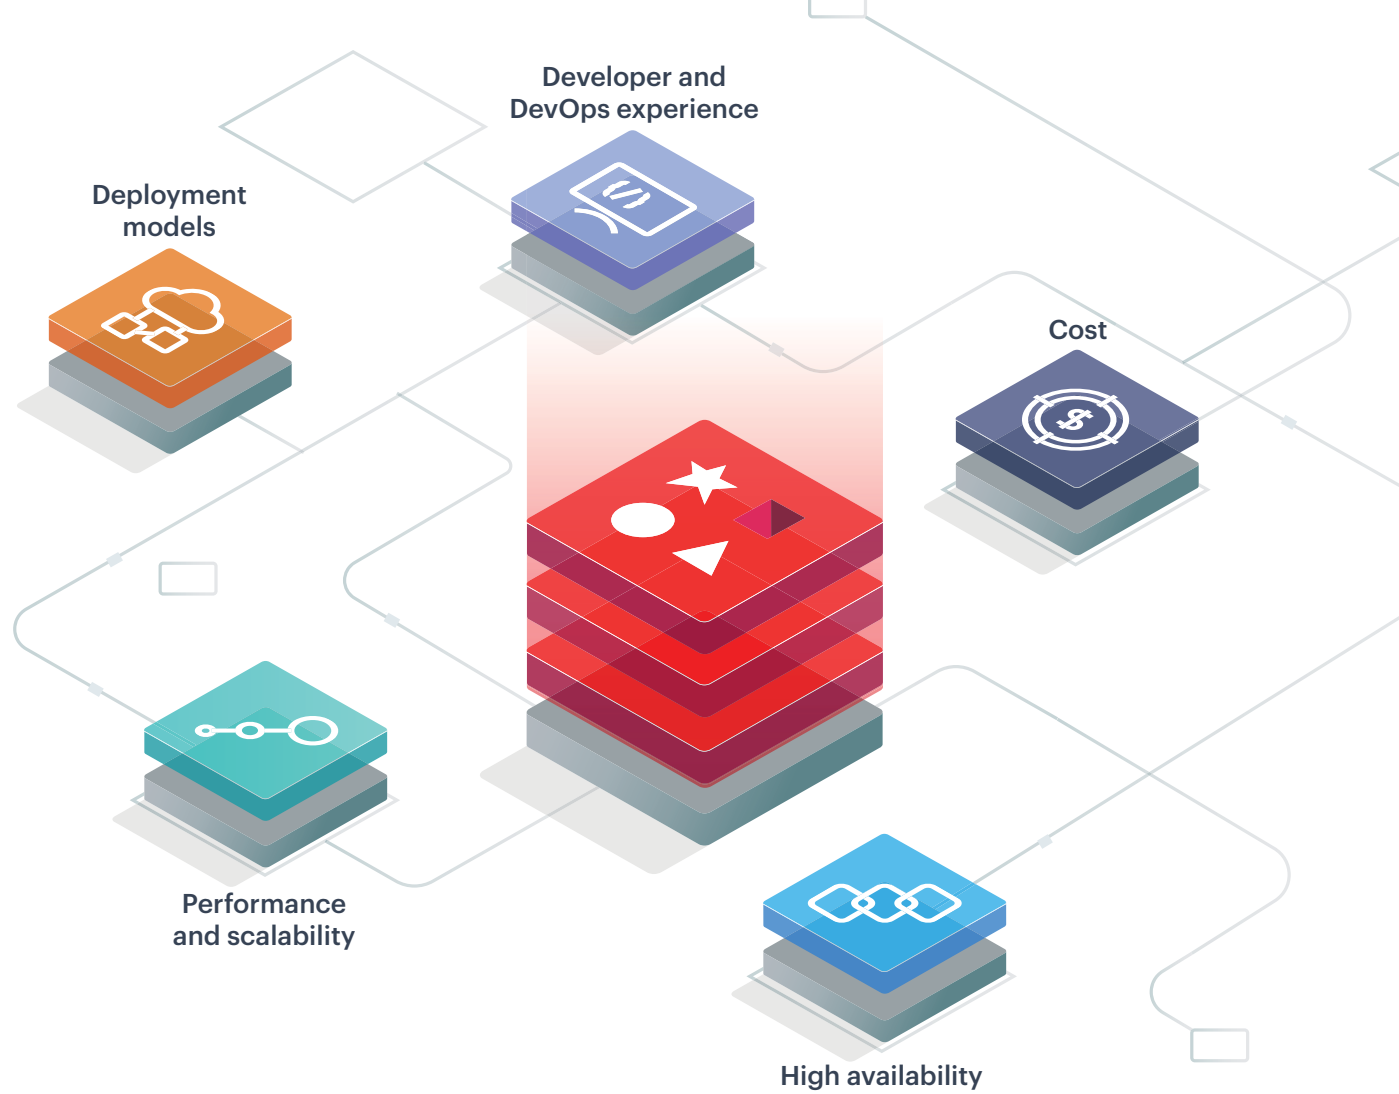 Developer and
DevOps experience
Deployment
models
Cost
$
Performance
and scalability
High availability